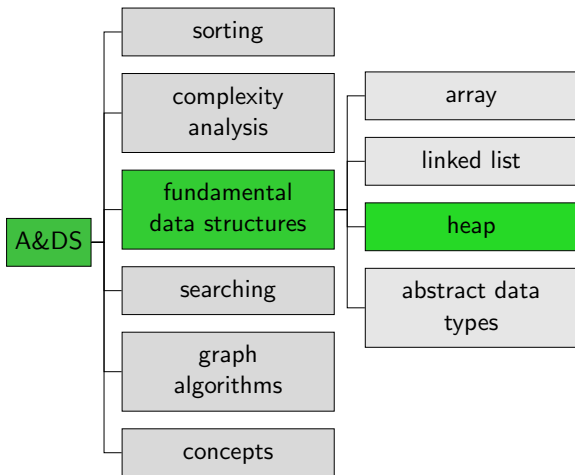 A&DS
sorting
complexity
analysis
fundamental
data structures
searching
graph
algorithms
concepts
array
linked list
heap
abstract data
types